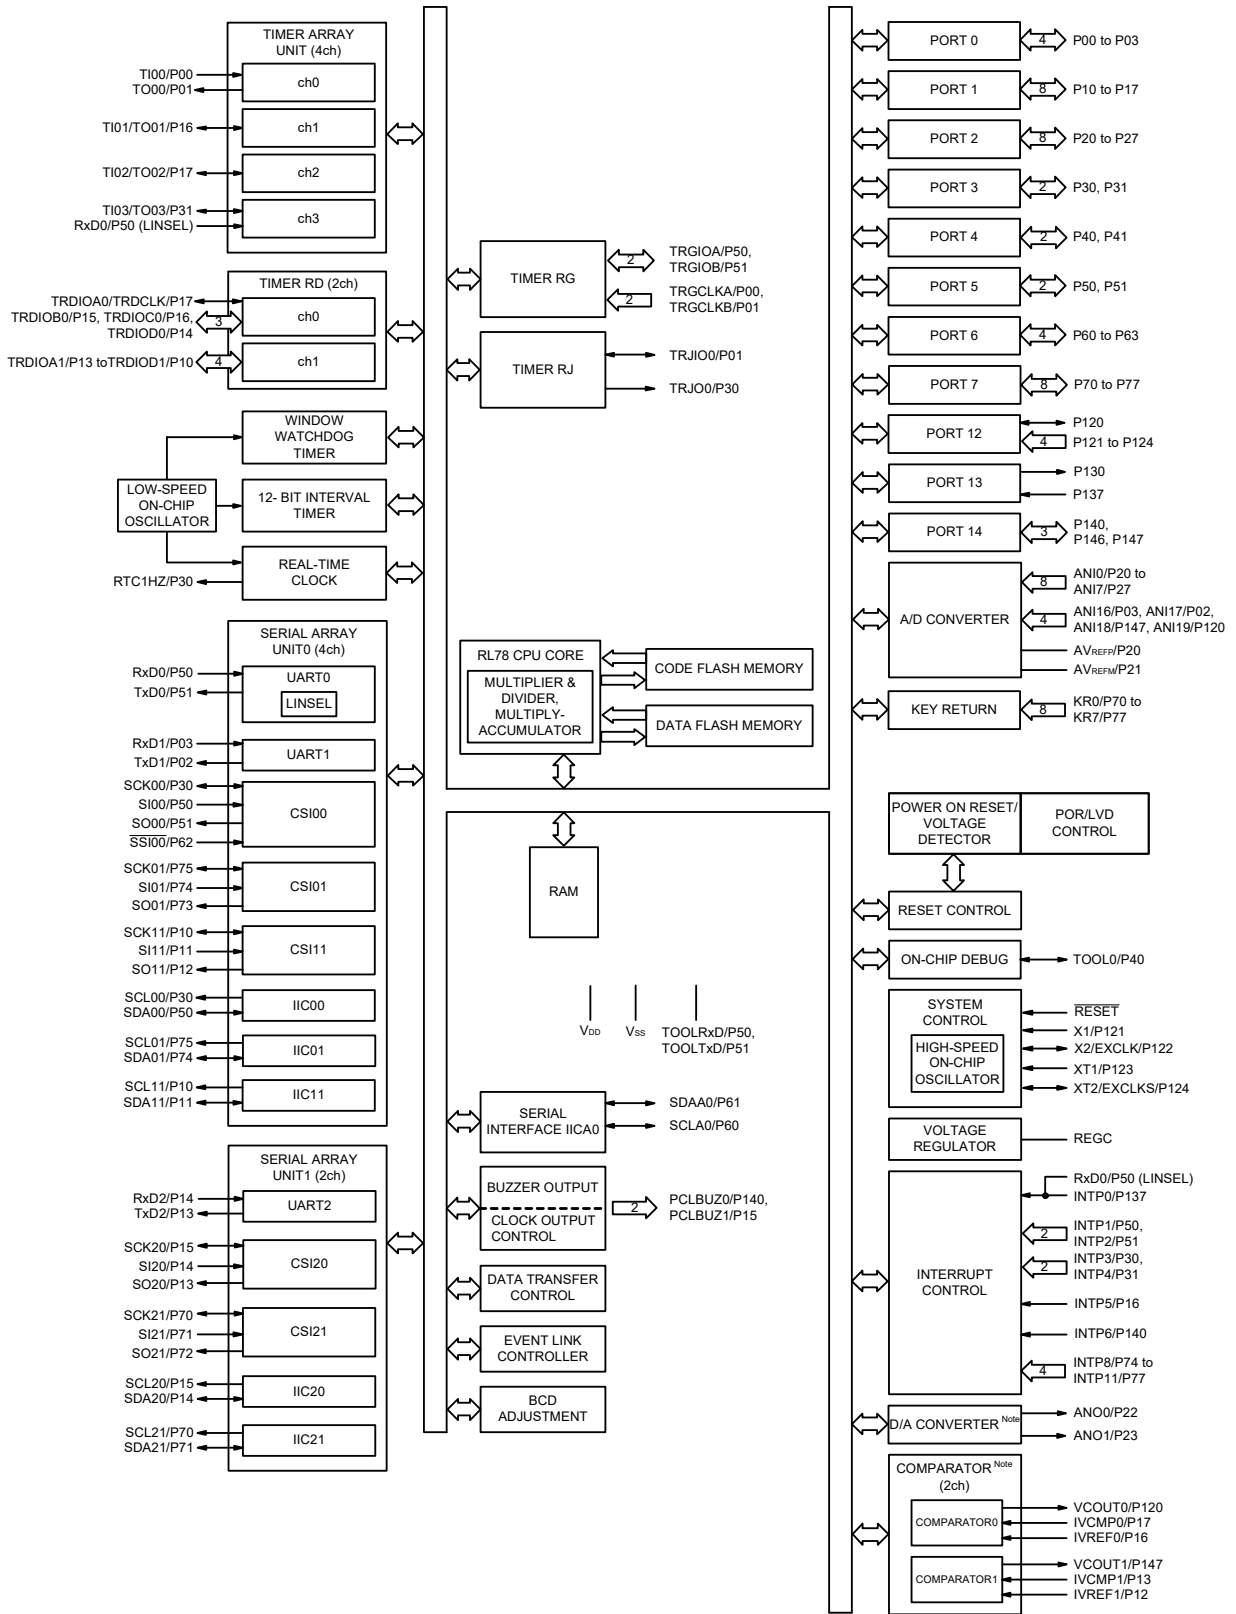 TIMER ARRAY
UNIT (4ch)
TI00/P00
TO00/P01
ch0
TI01/TO01/P16
ch1
TI02/TO02/P17
ch2
TI03/TO03/P31
RxD0/P50 (LINSEL)
ch3
TIMER RD (2ch)
TRDIOA0/TRDCLK/P17
TRDIOB0/P15, TRDIOC0/P16,
TRDIOD0/P14
3
ch0
TRDIOA1/P13 toTRDIOD1/P10
4
ch1
WINDOW
WATCHDOG
TIMER
LOW-SPEED
ON-CHIP
OSCILLATOR
12- BIT INTERVAL
TIMER
REAL-TIME
CLOCK
RTC1HZ/P30
SERIAL ARRAY
UNIT0 (4ch)
RxD0/P50
TxD0/P51
UART0
LINSEL
RxD1/P03
TxD1/P02
UART1
SCK00/P30
SI00/P50
SO00/P51
SSI00/P62
CSI00
SCK01/P75
SI01/P74
SO01/P73
CSI01
SCK11/P10
SI11/P11
SO11/P12
CSI11
SCL00/P30
SDA00/P50
IIC00
SCL01/P75
SDA01/P74
IIC01
SCL11/P10
SDA11/P11
IIC11
SERIAL ARRAY
UNIT1 (2ch)
RxD2/P14
TxD2/P13
UART2
SCK20/P15
SI20/P14
SO20/P13
CSI20
SCK21/P70
SI21/P71
SO21/P72
CSI21
SCL20/P15
SDA20/P14
IIC20
SCL21/P70
SDA21/P71
IIC21
TIMER RG
2
TRGIOA/P50,
TRGIOB/P51
2
TRGCLKA/P00,
TRGCLKB/P01
TIMER RJ
TRJIO0/P01
TRJO0/P30
RL78 CPU CORE
MULTIPLIER &
DIVIDER,
MULTIPLY-
ACCUMULATOR
CODE FLASH MEMORY
DATA FLASH MEMORY
RAM
VDD
VSS
TOOLRxD/P50,
TOOLTxD/P51
SERIAL
INTERFACE IICA0
SDAA0/P61
SCLA0/P60
BUZZER OUTPUT
CLOCK OUTPUT
CONTROL
2
PCLBUZ0/P140,
PCLBUZ1/P15
DATA TRANSFER
CONTROL
EVENT LINK
CONTROLLER
BCD
ADJUSTMENT
PORT 0
4
P00 to P03
PORT 1
8
P10 to P17
PORT 2
8
P20 to P27
PORT 3
2
P30, P31
PORT 4
2
P40, P41
PORT 5
2
P50, P51
PORT 6
4
P60 to P63
PORT 7
8
P70 to P77
PORT 12
P120
4
P121 to P124
PORT 13
P130
P137
PORT 14
3
P140,
P146, P147
A/D CONVERTER
8
ANI0/P20 to
ANI7/P27
4
ANI16/P03, ANI17/P02,
ANI18/P147, ANI19/P120
AVREFP/P20
AVREFM/P21
KEY RETURN
8
KR0/P70 to
KR7/P77
POWER ON RESET/
VOLTAGE
DETECTOR
POR/LVD
CONTROL
RESET CONTROL
ON-CHIP DEBUG
TOOL0/P40
SYSTEM
CONTROL
HIGH-SPEED
ON-CHIP
OSCILLATOR
RESET
X1/P121
X2/EXCLK/P122
XT1/P123
XT2/EXCLKS/P124
VOLTAGE
REGULATOR
REGC
INTERRUPT
CONTROL
RxD0/P50 (LINSEL)
INTP0/P137
2
INTP1/P50,
INTP2/P51
2
INTP3/P30,
INTP4/P31
INTP5/P16
INTP6/P140
4
INTP8/P74 to
INTP11/P77
D/A CONVERTER Note
ANO0/P22
ANO1/P23
COMPARATOR Note
(2ch)
COMPARATOR0
VCOUT0/P120
IVCMP0/P17
IVREF0/P16
COMPARATOR1
VCOUT1/P147
IVCMP1/P13
IVREF1/P12